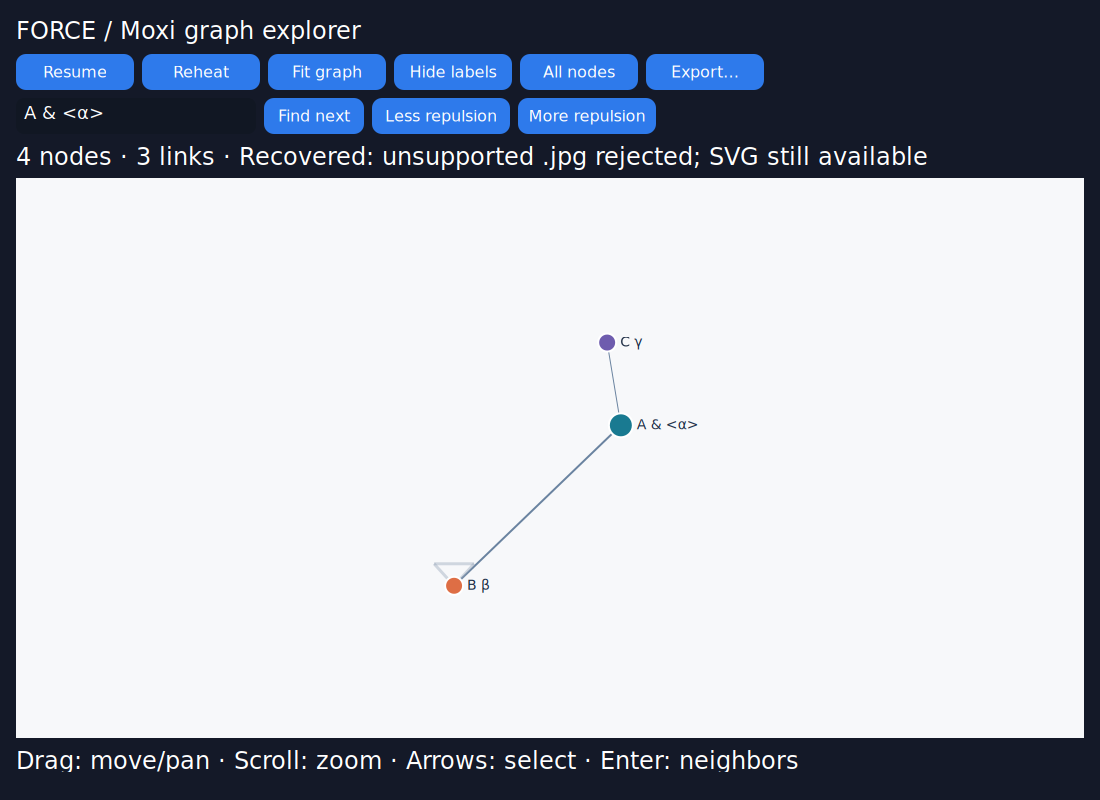 FORCE / Moxi graph explorer
Resume Reheat Fit graph Hide labels All nodes Export...
A & <α> Find next Less repulsion More repulsion
4 nodes · 3 links · Recovered: unsupported .jpg rejected; SVG still available
C γ
A & <α>
B β
Drag: move/pan · Scroll: zoom · Arrows: select · Enter: neighbors